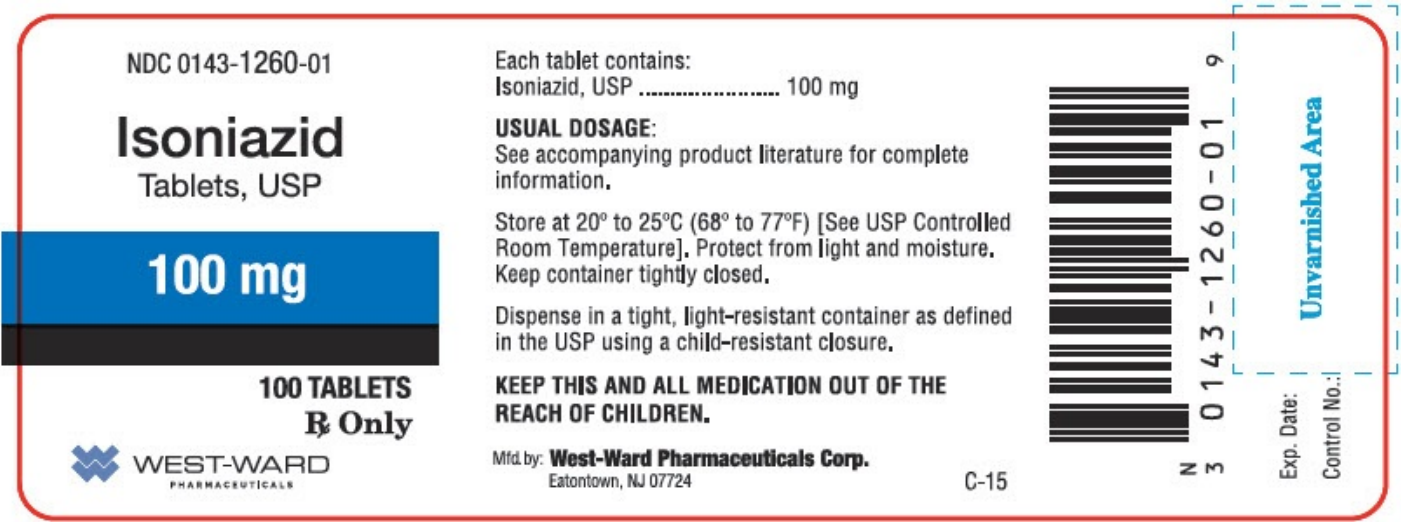 NDC 0143-1260-01
Isoniazid
Tablets, USP
100 mg
100 TABLETS
℞ Only
WEST-WARD
PHARMACEUTICALS
Each tablet contains:
Isoniazid, USP ........................ 100 mg
USUAL DOSAGE:
See accompanying product literature for complete
information.
Store at 20º to 25ºC (68º to 77ºF) [See USP Controlled
Room Temperature]. Protect from light and moisture.
Keep container tightly closed.
Dispense in a tight, light-resistant container as defined
in the USP using a child-resistant closure.
KEEP THIS AND ALL MEDICATION OUT OF THE
REACH OF CHILDREN.
Mfd. by: West-Ward Pharmaceuticals Corp.
Eatontown, NJ 07724
C-15
N
3 0143-1260-01 9
Unvarnished Area
Exp. Date:
Control No.: